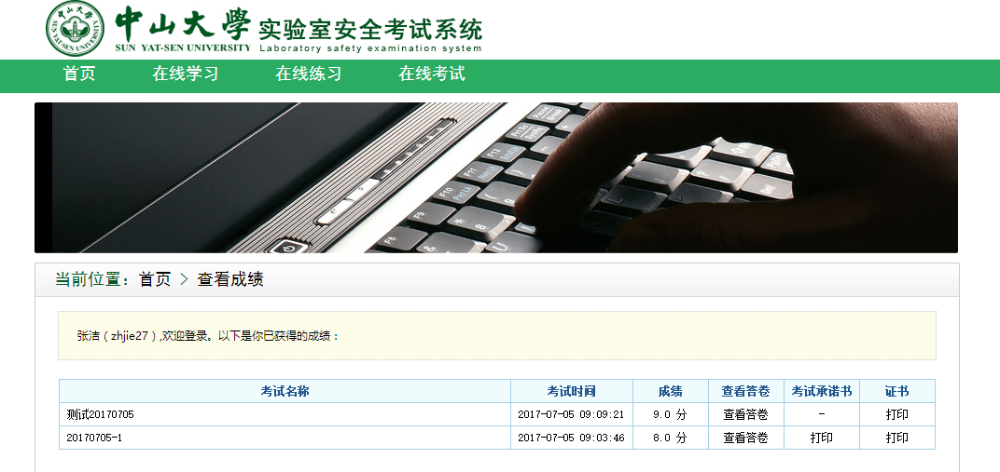 中山大學 实验室安全考试系统
SUN YAT-SEN UNIVERSITY Laboratory safety examination system
首页 在线学习 在线练习 在线考试
当前位置：首页 > 查看成绩
张洁（zhjie27）,欢迎登录。以下是你已获得的成绩：
考试名称 考试时间 成绩 查看答卷 考试承诺书 证书
测试20170705 2017-07-05 09:09:21 9.0 分 查看答卷 - 打印
20170705-1 2017-07-05 09:03:46 8.0 分 查看答卷 打印 打印